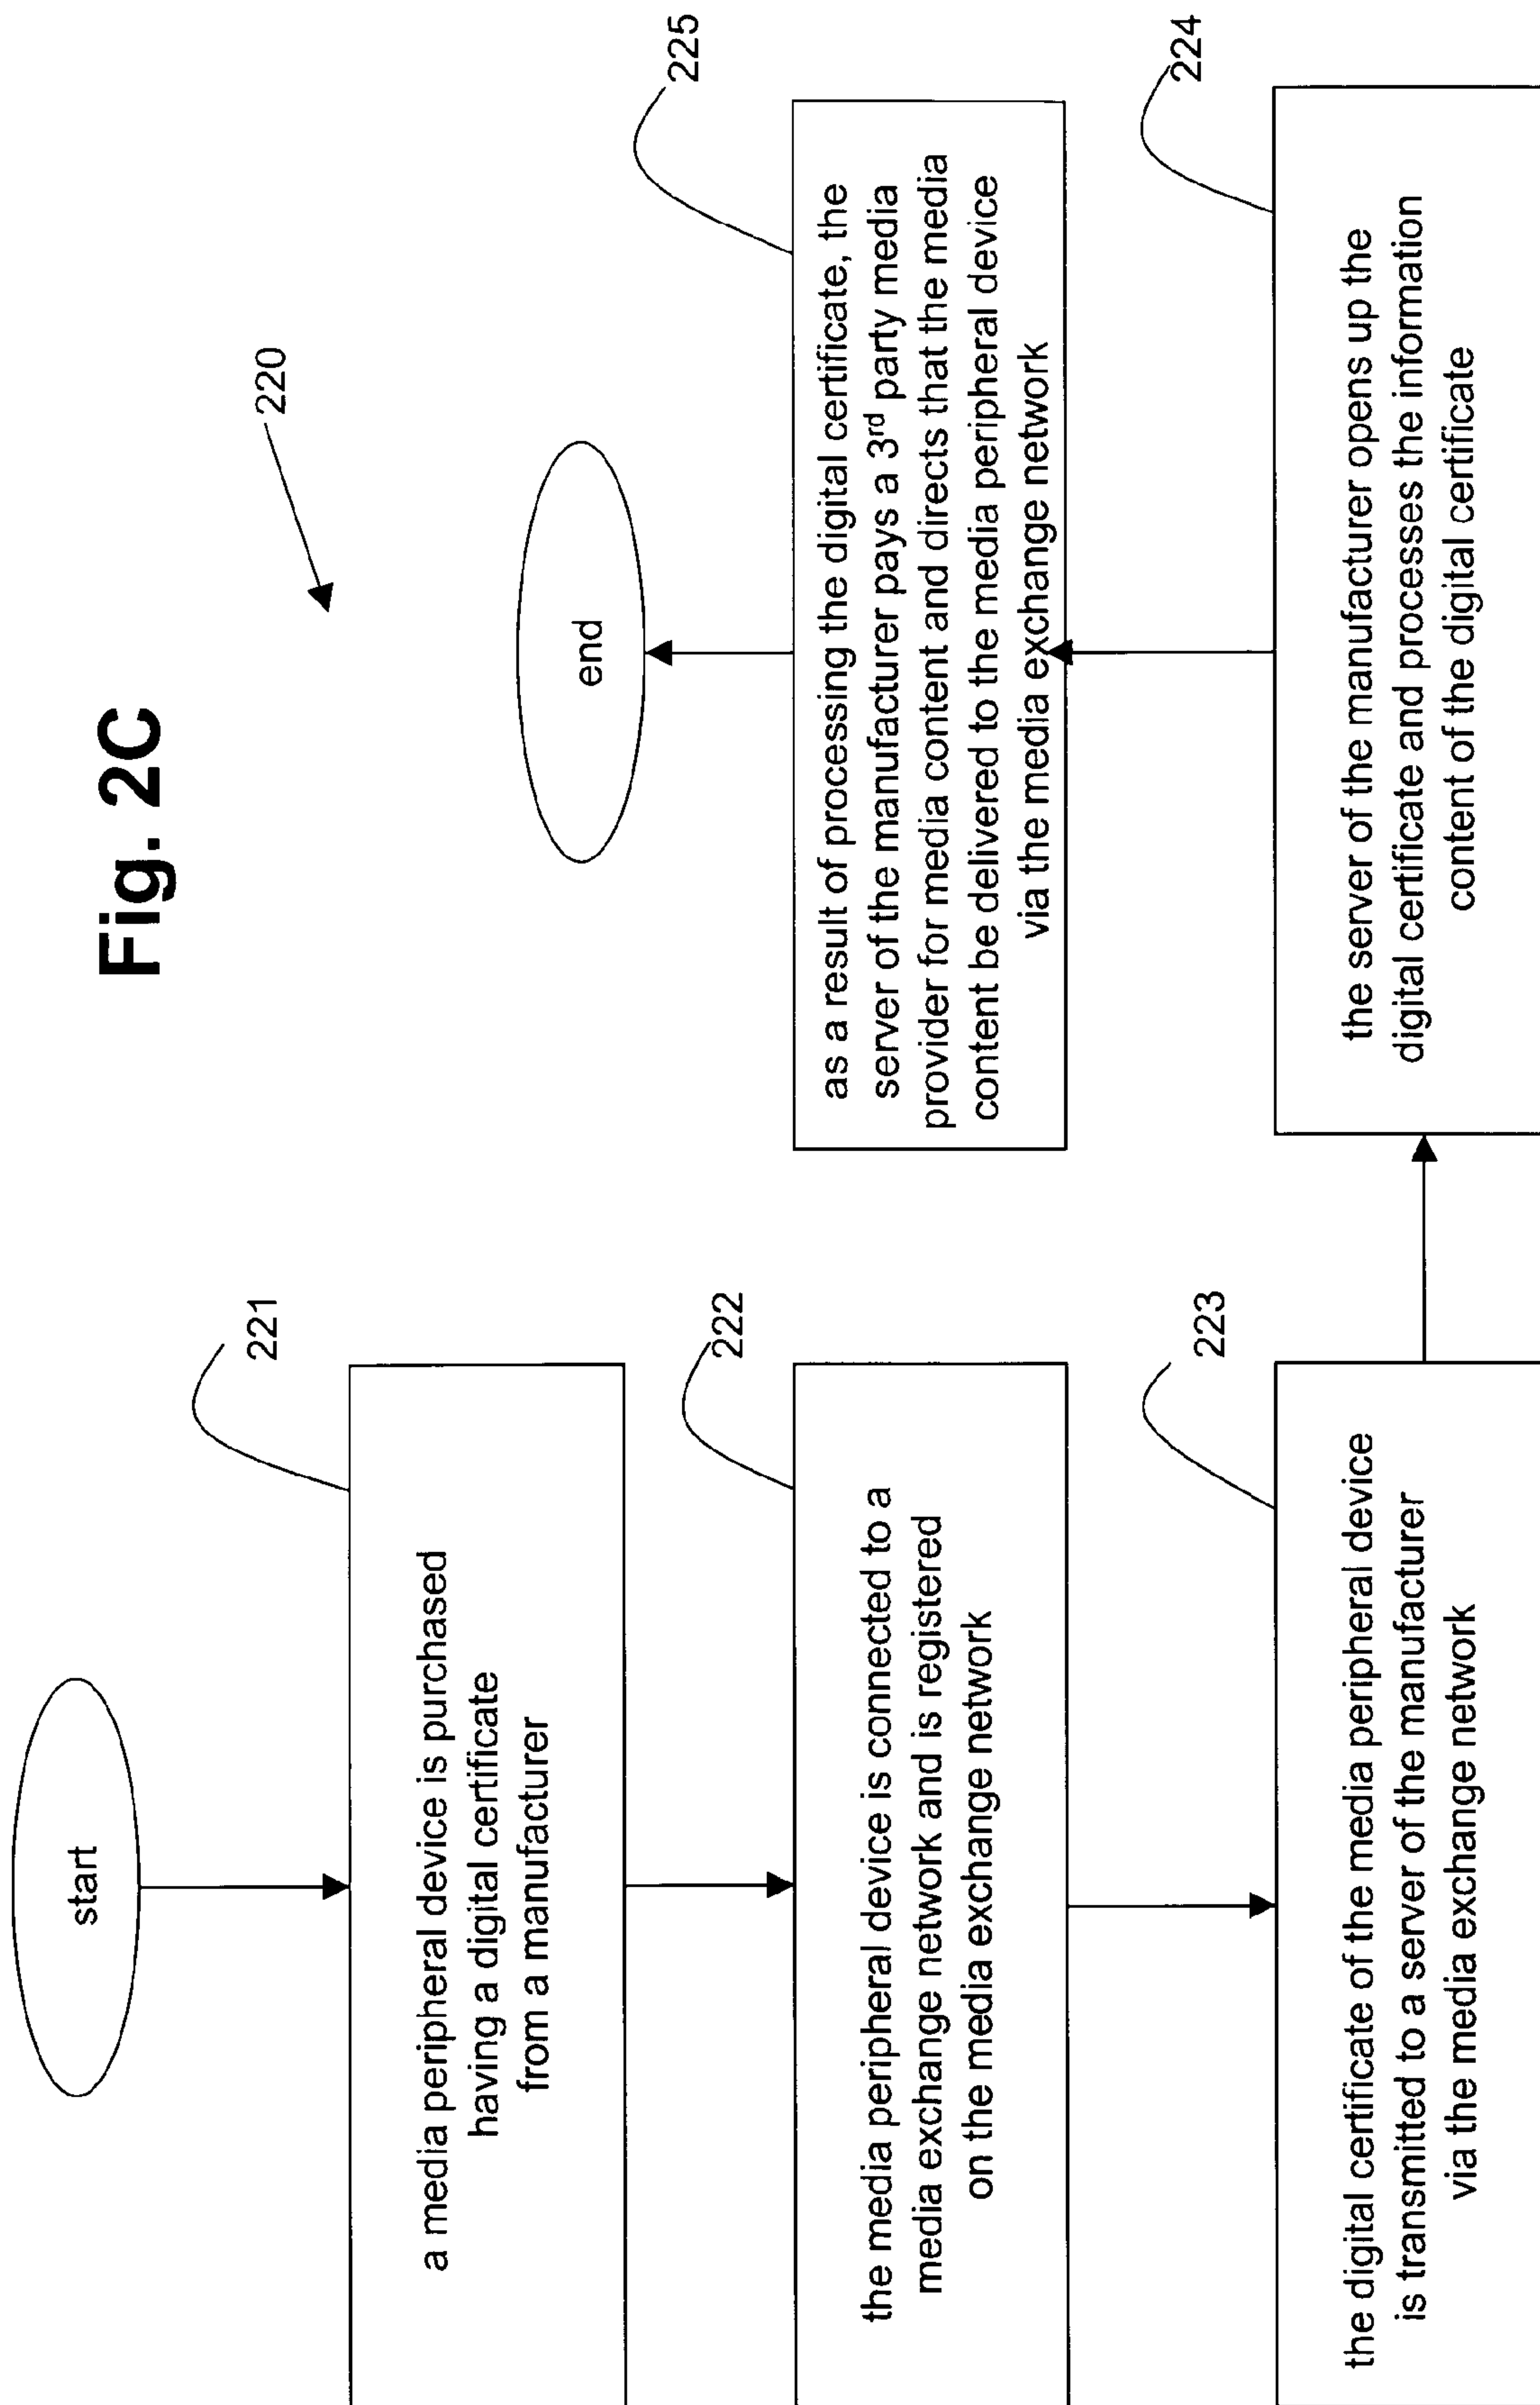 Fig. 2C
220
start
221
a media peripheral device is purchased
having a digital certificate
from a manufacturer
222
the media peripheral device is connected to a
media exchange network and is registered
on the media exchange network
223
the digital certificate of the media peripheral device
is transmitted to a server of the manufacturer
via the media exchange network
224
the server of the manufacturer opens up the
digital certificate and processes the information
content of the digital certificate
225
as a result of processing the digital certificate, the
server of the manufacturer pays a 3rd party media
provider for media content and directs that the media
content be delivered to the media peripheral device
via the media exchange network
end